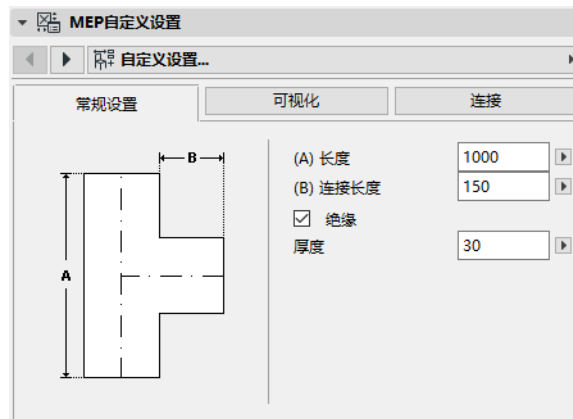 MEP自定义设置
自定义设置...
常规设置 可视化 连接
B
A
(A) 长度 1000
(B) 连接长度 150
绝缘
厚度 30